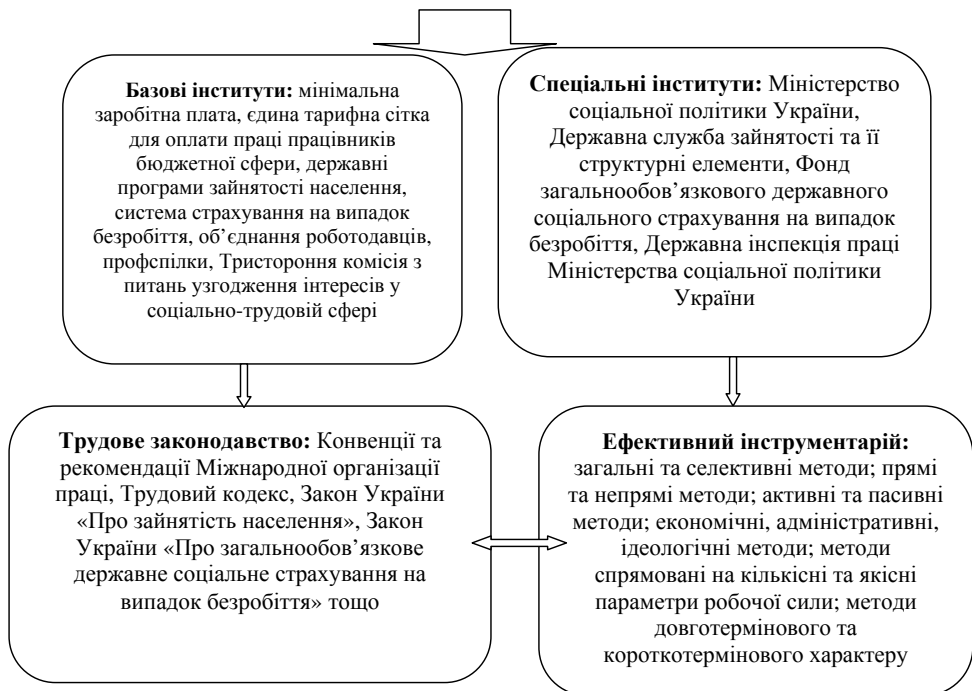 Базові інститути: мінімальна
заробітна плата, єдина тарифна сітка
для оплати праці працівників
бюджетної сфери, державні
програми зайнятості населення,
система страхування на випадок
безробіття, об’єднання роботодавців,
профспілки, Тристороння комісія з
питань узгодження інтересів у
соціально-трудовій сфері
Спеціальні інститути: Міністерство
соціальної політики України,
Державна служба зайнятості та її
структурні елементи, Фонд
загальнообов’язкового державного
соціального страхування на випадок
безробіття, Державна інспекція праці
Міністерства соціальної політики
України
Трудове законодавство: Конвенції та
рекомендації Міжнародної організації
праці, Трудовий кодекс, Закон України
«Про зайнятість населення», Закон
України «Про загальнообов’язкове
державне соціальне страхування на
випадок безробіття» тощо
Ефективний інструментарій:
загальні та селективні методи; прямі
та непрямі методи; активні та пасивні
методи; економічні, адміністративні,
ідеологічні методи; методи
спрямовані на кількісні та якісні
параметри робочої сили; методи
довготермінового та
короткотермінового характеру